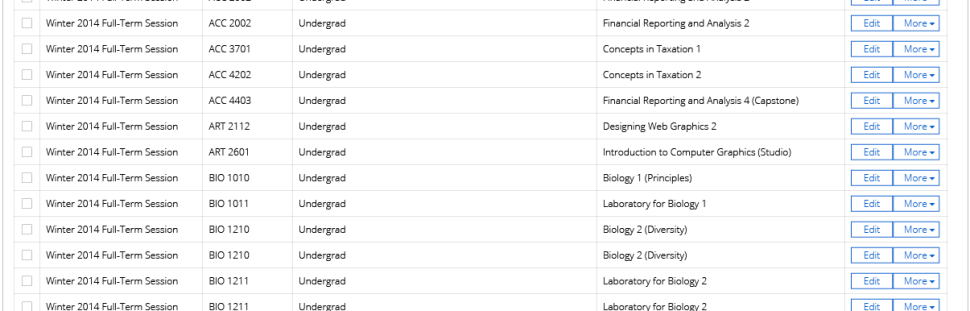 Winter 2014 Full-Term Session ACC 2002 Undergrad Financial Reporting and Analysis 2 Edit More
Winter 2014 Full-Term Session ACC 3701 Undergrad Concepts in Taxation 1 Edit More
Winter 2014 Full-Term Session ACC 4202 Undergrad Concepts in Taxation 2 Edit More
Winter 2014 Full-Term Session ACC 4403 Undergrad Financial Reporting and Analysis 4 (Capstone) Edit More
Winter 2014 Full-Term Session ART 2112 Undergrad Designing Web Graphics 2 Edit More
Winter 2014 Full-Term Session ART 2601 Undergrad Introduction to Computer Graphics (Studio) Edit More
Winter 2014 Full-Term Session BIO 1010 Undergrad Biology 1 (Principles) Edit More
Winter 2014 Full-Term Session BIO 1011 Undergrad Laboratory for Biology 1 Edit More
Winter 2014 Full-Term Session BIO 1210 Undergrad Biology 2 (Diversity) Edit More
Winter 2014 Full-Term Session BIO 1210 Undergrad Biology 2 (Diversity) Edit More
Winter 2014 Full-Term Session BIO 1211 Undergrad Laboratory for Biology 2 Edit More
Winter 2014 Full-Term Session BIO 1211 Undergrad Laboratory for Biology 2 Edit More